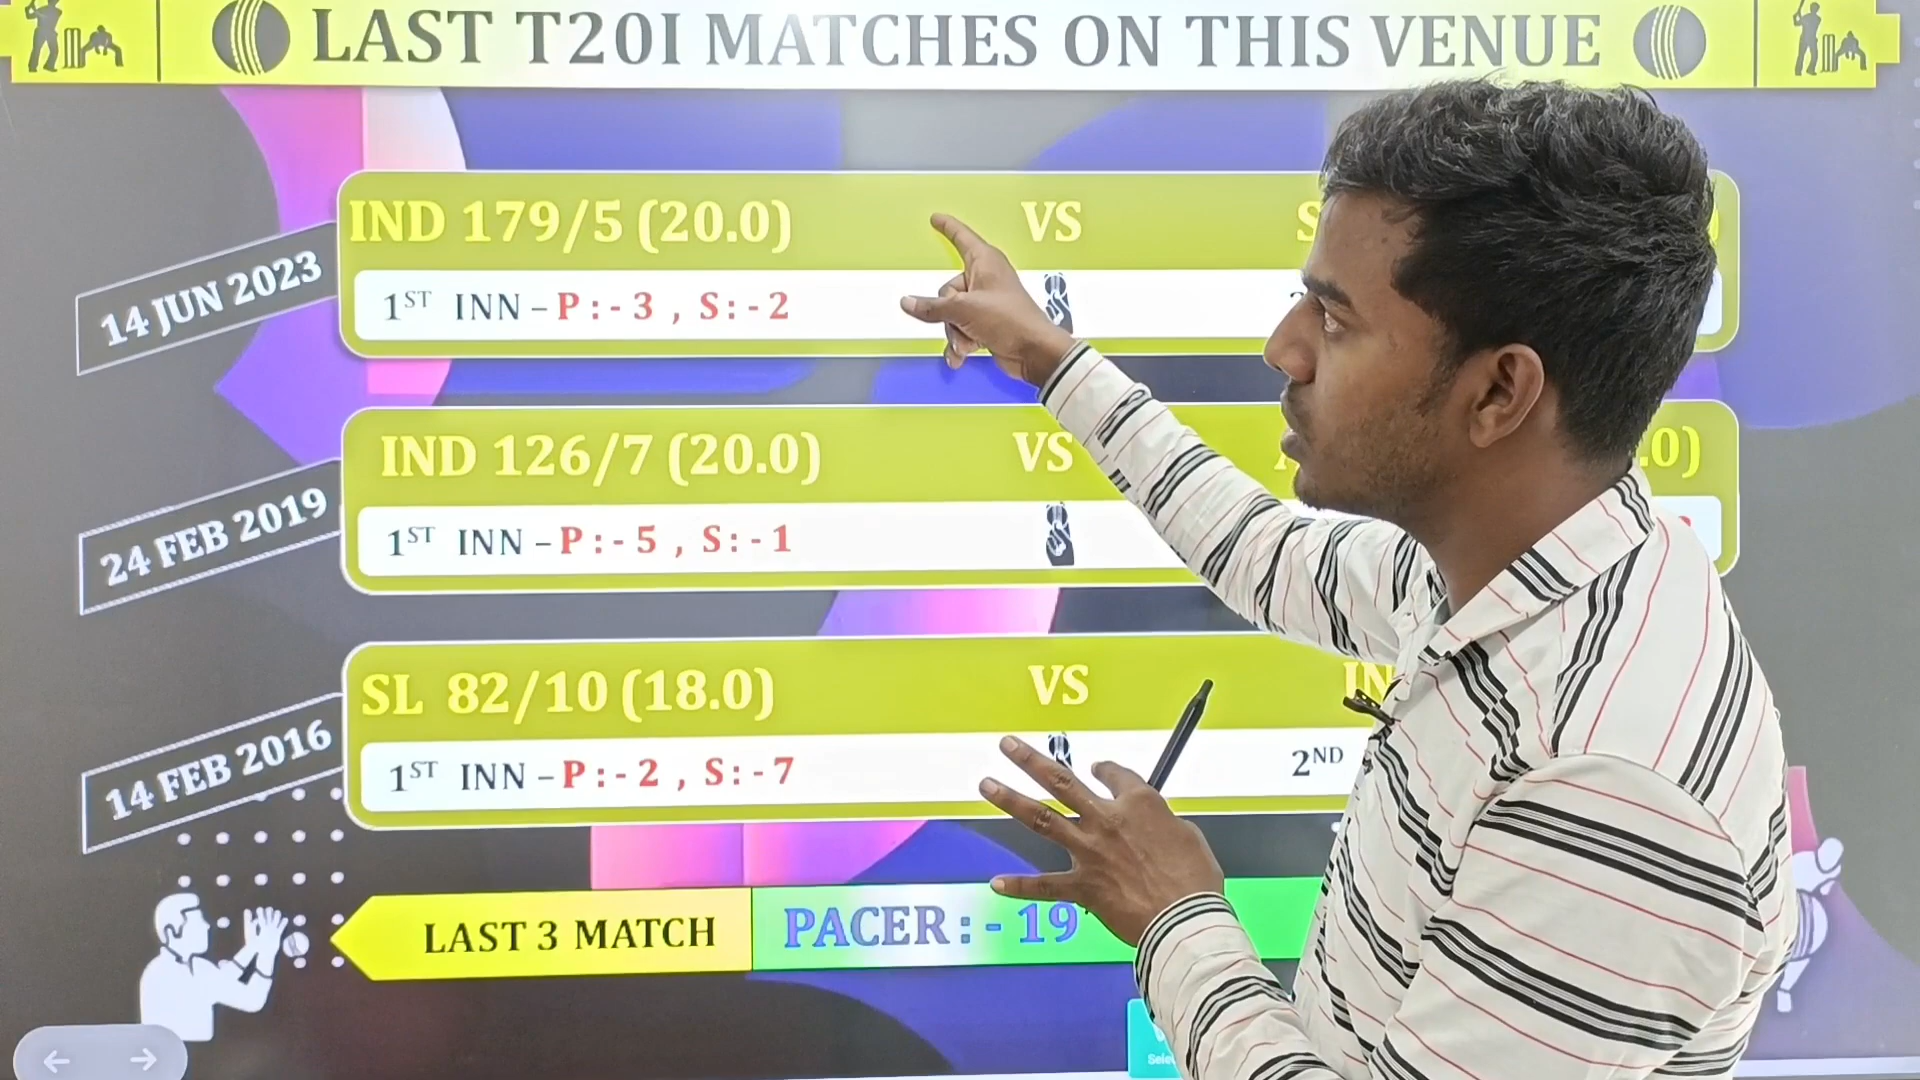 LAST T20I MATCHES ON THIS VENUE
14 JUN 2023
IND 179/5 (20.0) VS
1ST INN – P : - 3 , S : - 2
24 FEB 2019
IND 126/7 (20.0) VS .0)
1ST INN – P : - 5 , S : - 1
14 FEB 2016
SL 82/10 (18.0) VS IN
1ST INN – P : - 2 , S : - 7 2ND
LAST 3 MATCH PACER : - 19